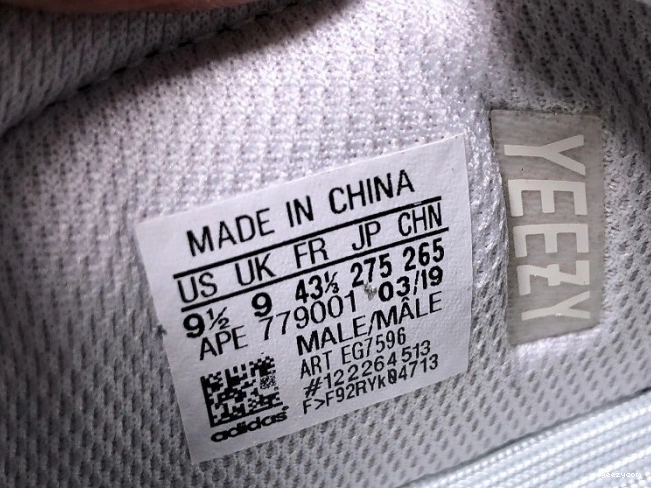 MADE IN CHINA
US UK FR JP CHN
9½ 9 43⅓ 275 265
APE 779001 03/19
MALE/MÂLE
ART EG7596
#122264513
F>F92RYK04713
adidas
YEEZY